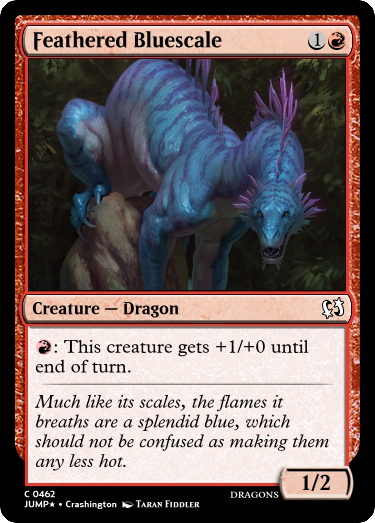 Feathered Bluescale 1
Creature — Dragon
: This creature gets +1/+0 until
end of turn.
Much like its scales, the flames it
breaths are a splendid blue, which
should not be confused as making them
any less hot.
1/2
C 0462
JUMP★ • Crashington Taran Fiddler
DRAGONS